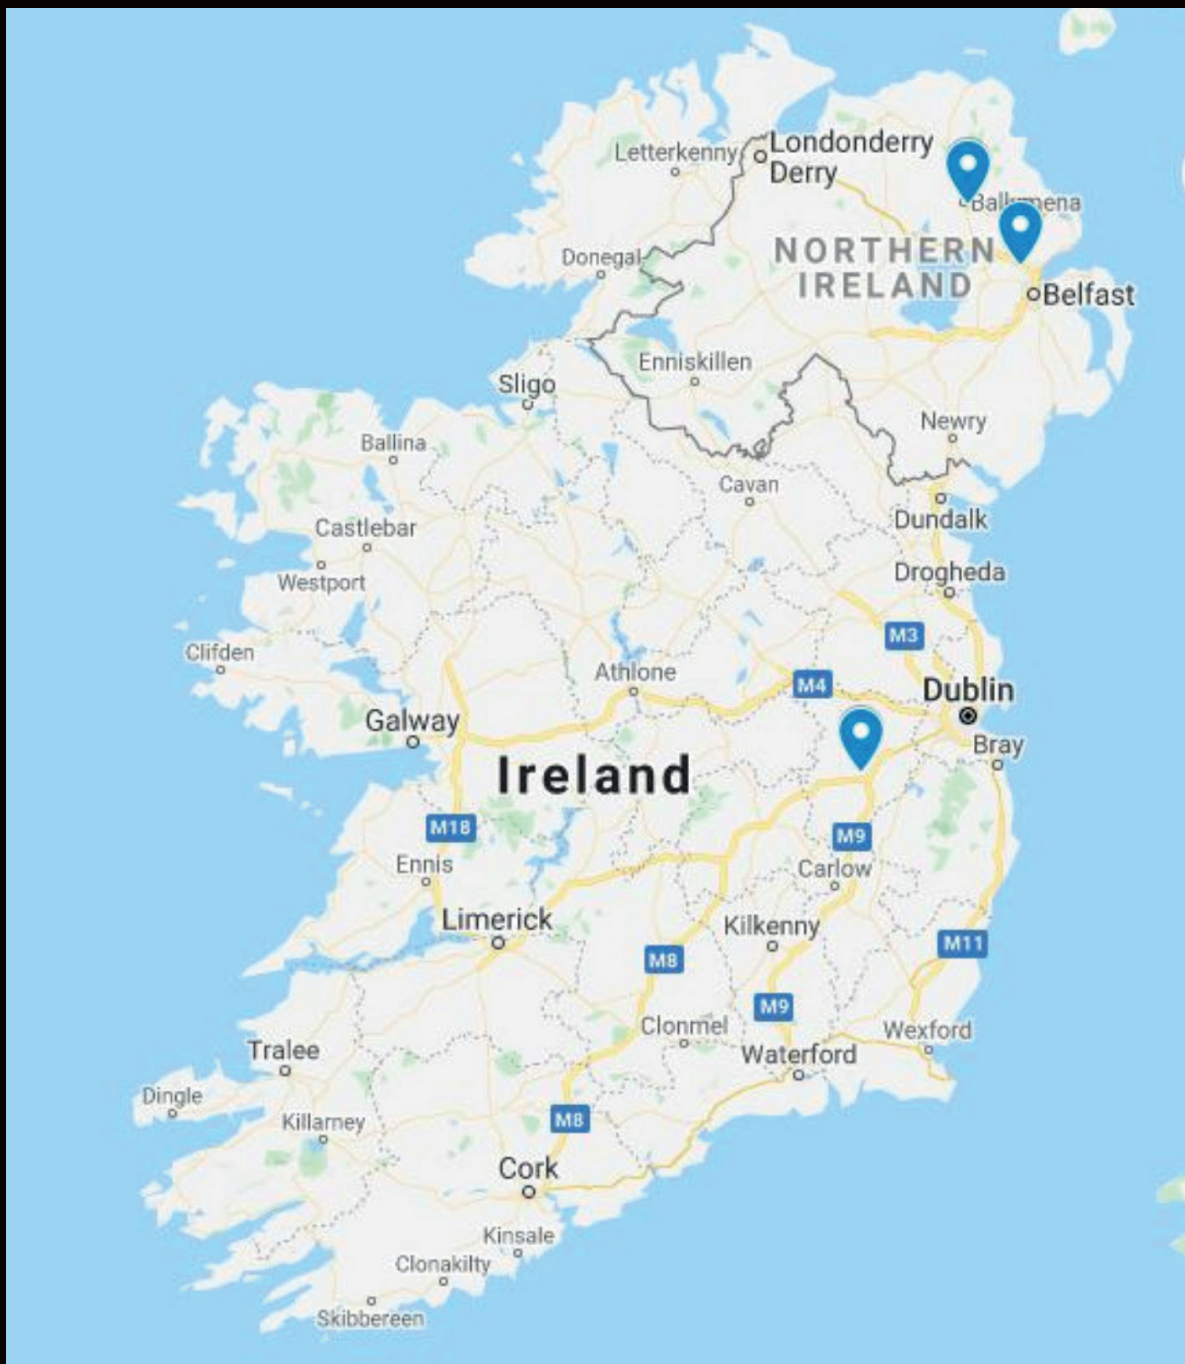 Londonderry
Derry
Letterkenny
Ballymena
NORTHERN
IRELAND
Donegal
Belfast
Enniskillen
Sligo
Newry
Ballina
Cavan
Castlebar
Dundalk
Westport
Drogheda
M3
Clifden
Athlone
M4
Dublin
Galway
Bray
Ireland
M18
M9
Ennis
Carlow
Limerick
Kilkenny
M11
M8
M9
Clonmel
Wexford
Tralee
Waterford
Dingle
Killarney
M8
Cork
Kinsale
Clonakilty
Skibbereen